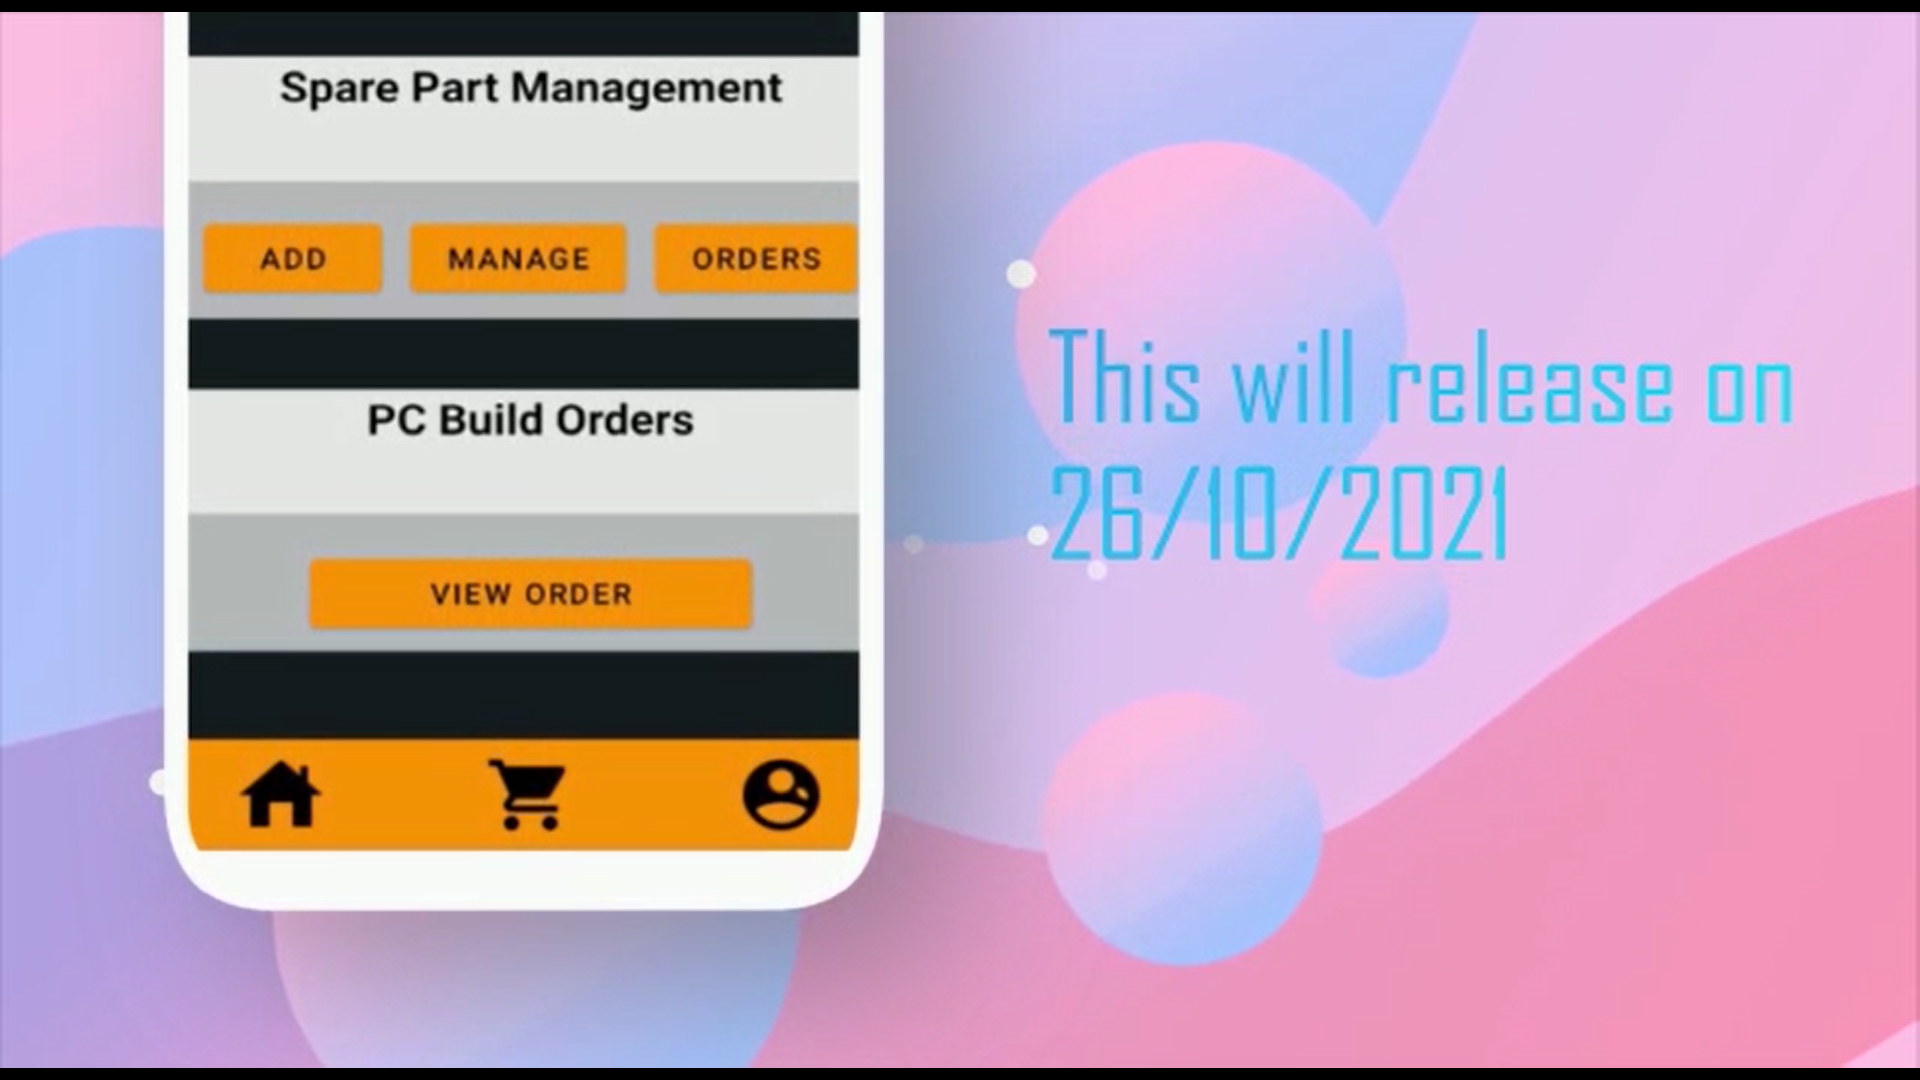 Spare Part Management
ADD MANAGE ORDERS
PC Build Orders
VIEW ORDER
This will release on
26/10/2021